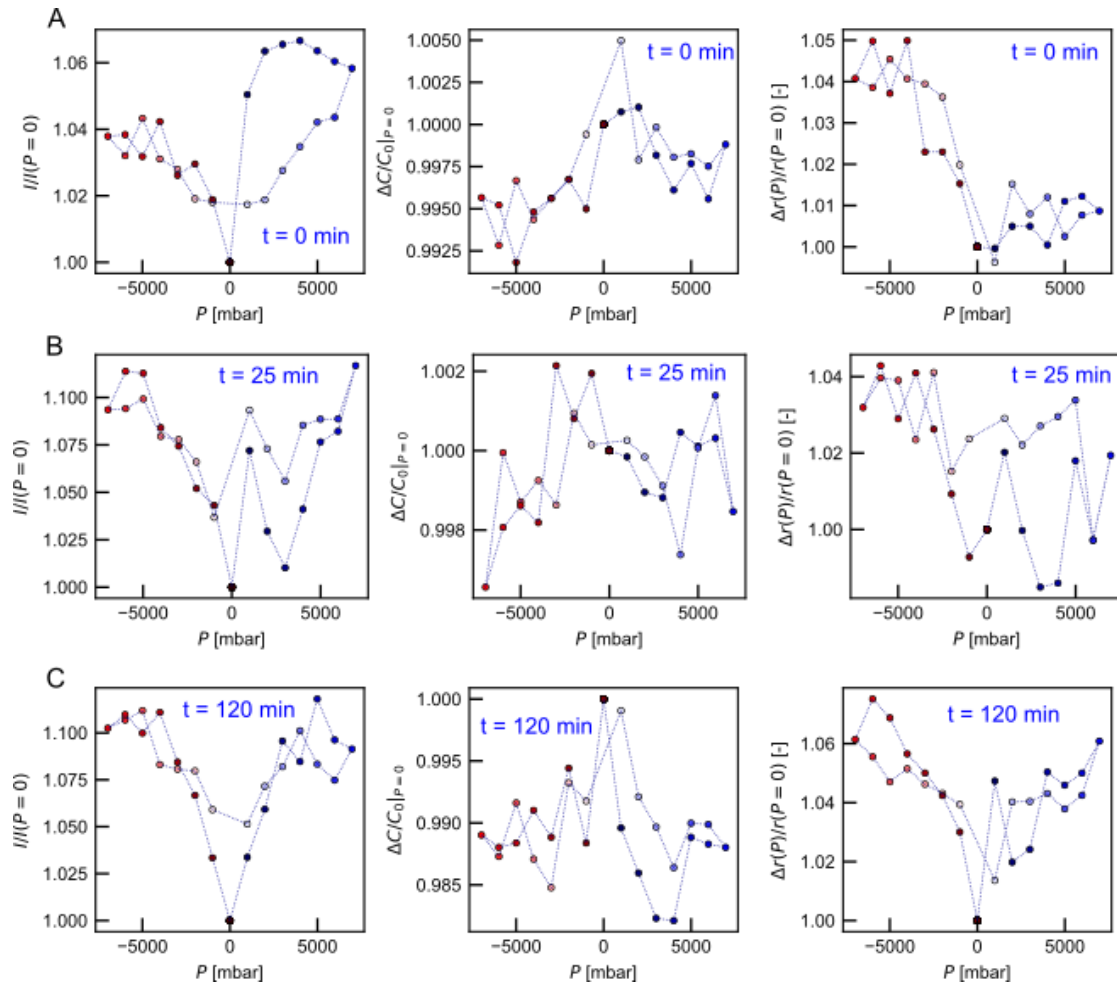 A
I/I(P = 0)
1.06
1.04
1.02
1.00
t = 0 min
−5000 0 5000
P [mbar]
ΔC/C₀|P=0
1.0050
1.0025
1.0000
0.9975
0.9950
0.9925
t = 0 min
−5000 0 5000
P [mbar]
Δr(P)/r(P = 0) [-]
1.05
1.04
1.03
1.02
1.01
1.00
t = 0 min
−5000 0 5000
P [mbar]
B
I/I(P = 0)
1.100
1.075
1.050
1.025
1.000
t = 25 min
−5000 0 5000
P [mbar]
ΔC/C₀|P=0
1.002
1.000
0.998
t = 25 min
−5000 0 5000
P [mbar]
Δr(P)/r(P = 0) [-]
1.04
1.02
1.00
t = 25 min
−5000 0 5000
P [mbar]
C
I/I(P = 0)
1.100
1.075
1.050
1.025
1.000
t = 120 min
−5000 0 5000
P [mbar]
ΔC/C₀|P=0
1.000
0.995
0.990
0.985
t = 120 min
−5000 0 5000
P [mbar]
Δr(P)/r(P = 0) [-]
1.06
1.04
1.02
1.00
t = 120 min
−5000 0 5000
P [mbar]